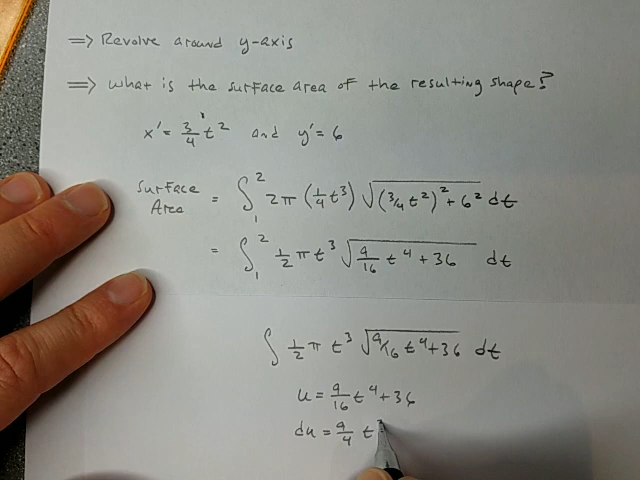 ⇒ Revolve around y-axis
⇒ What is the surface area of the resulting shape?
x' = 3/4 t² and y' = 6
Surface Area = ∫₁² 2π (1/4 t³) √((3/4 t²)² + 6²) dt
= ∫₁² 1/2 π t³ √(9/16 t⁴ + 36) dt
∫ 1/2 π t³ √(9/16 t⁴ + 36) dt
u = 9/16 t⁴ + 36
du = 9/4 t